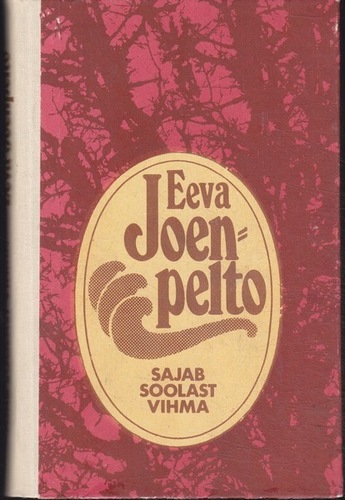 Eeva
Joen-
pelto
SAJAB
SOOLAST
VIHMA